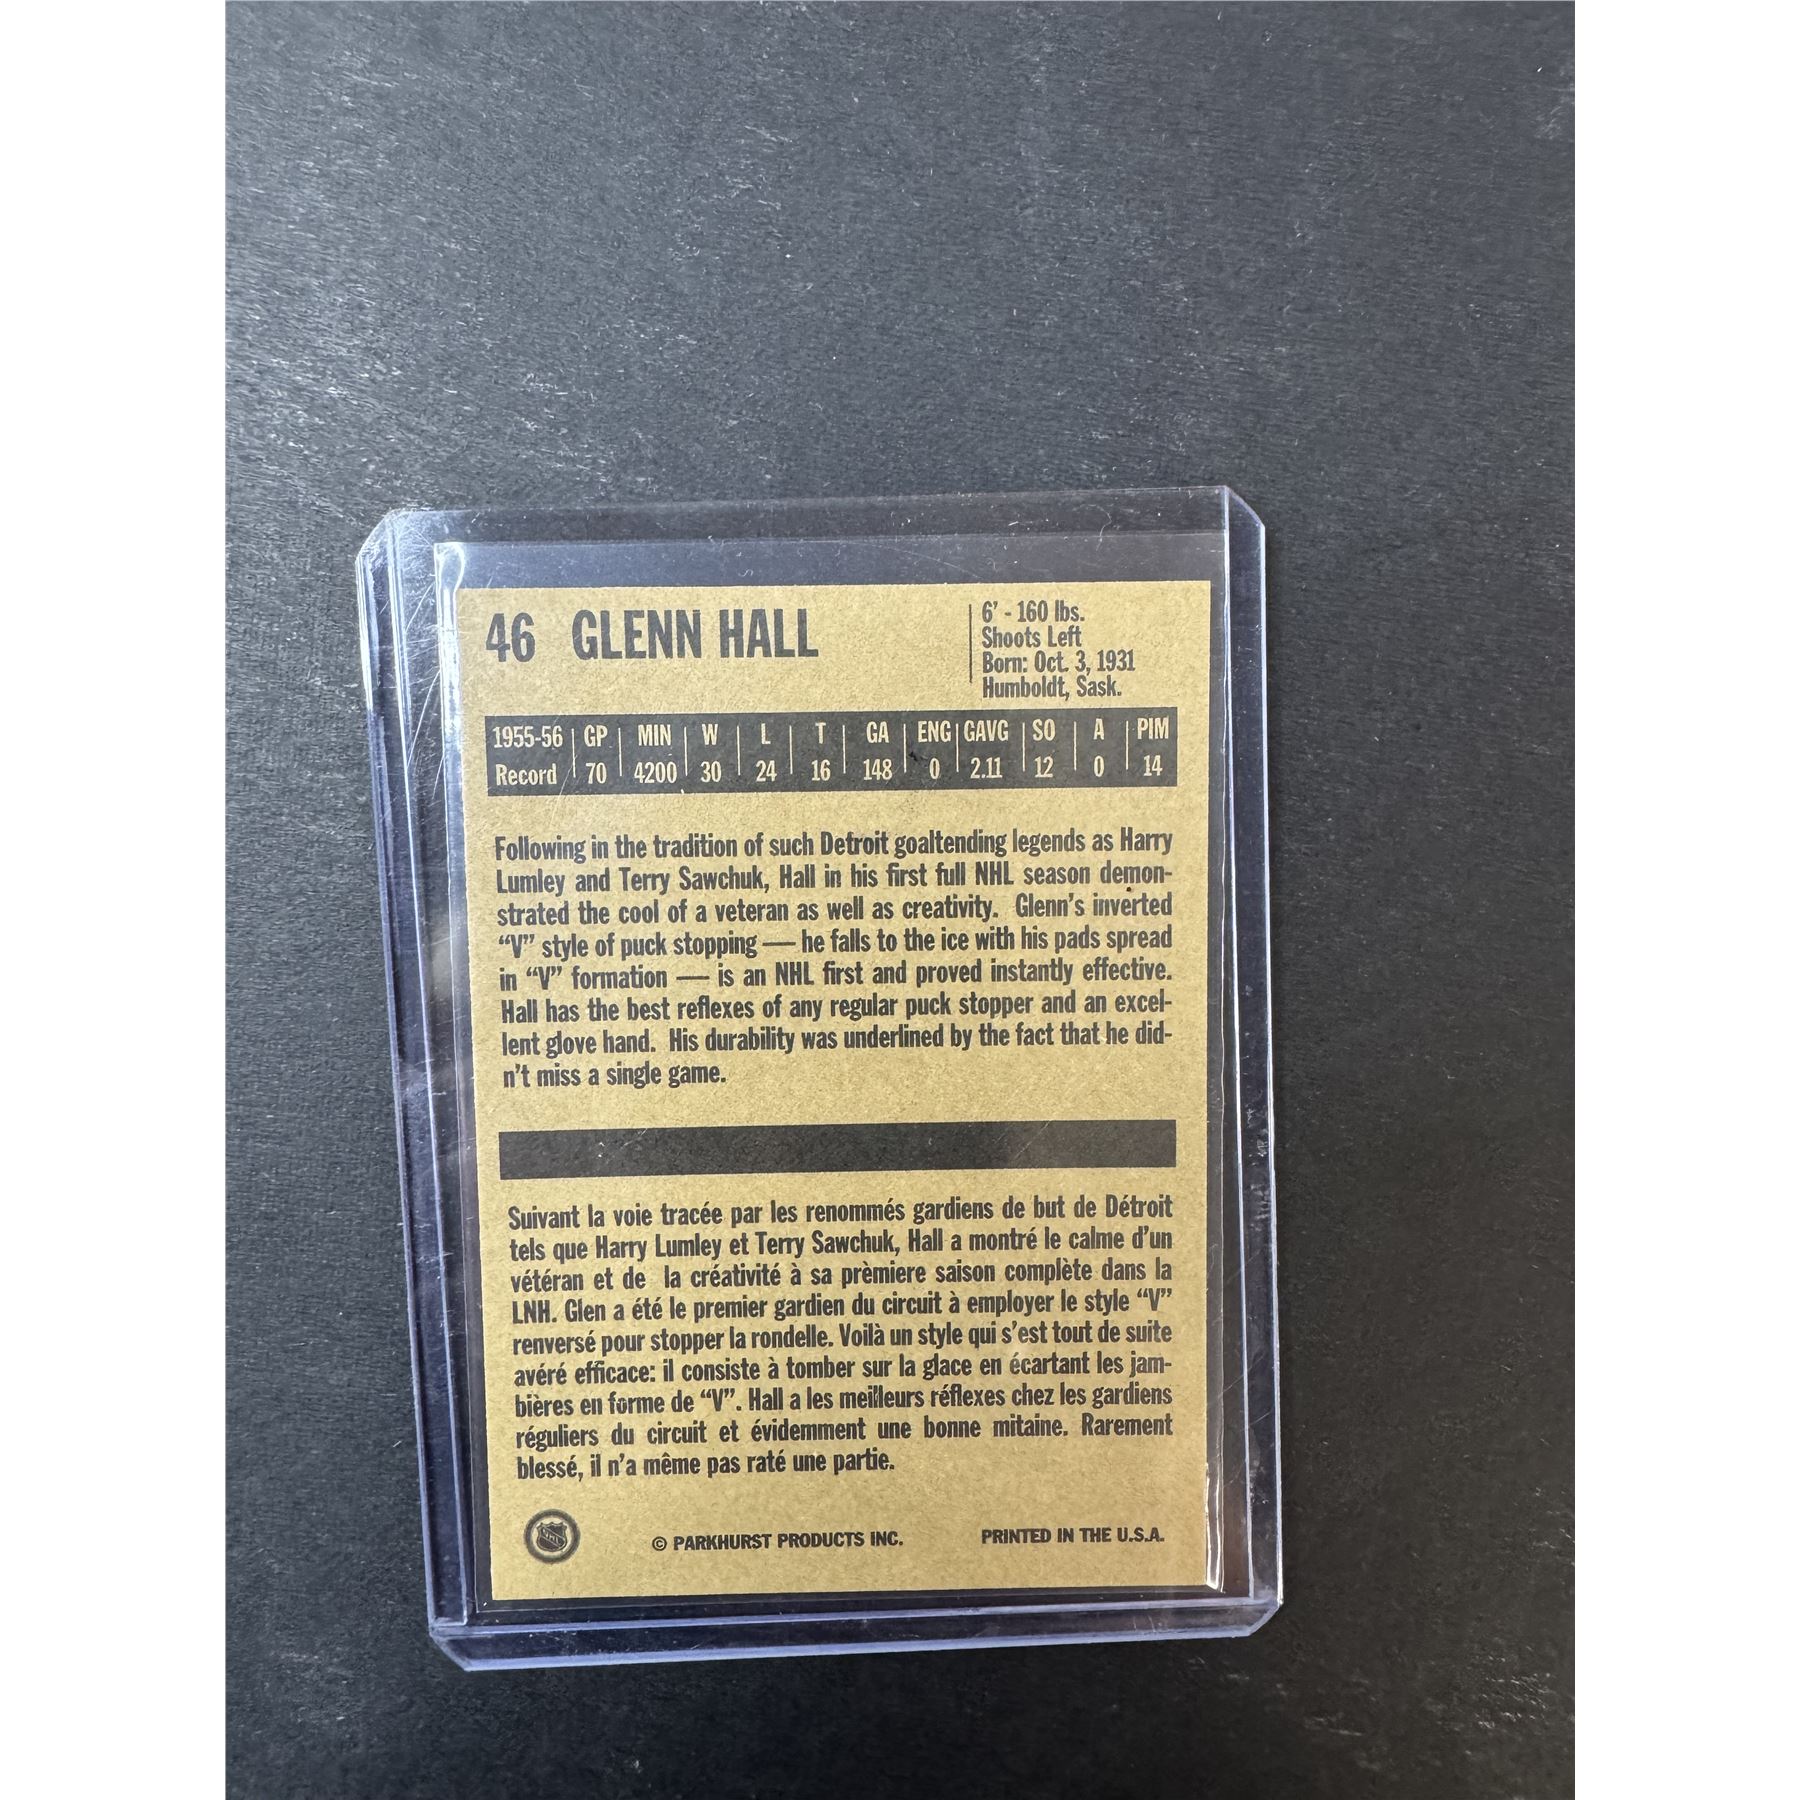 46 GLENN HALL
6' - 160 lbs.
Shoots Left
Born: Oct. 3, 1931
Humboldt, Sask.
1955-56 GP MIN W L T GA ENG GAVG SO A PIM
Record 70 4200 30 24 16 148 0 2.11 12 0 14
Following in the tradition of such Detroit goaltending legends as Harry
Lumley and Terry Sawchuk, Hall in his first full NHL season demon-
strated the cool of a veteran as well as creativity. Glenn's inverted
“V” style of puck stopping — he falls to the ice with his pads spread
in “V” formation — is an NHL first and proved instantly effective.
Hall has the best reflexes of any regular puck stopper and an excel-
lent glove hand. His durability was underlined by the fact that he did-
n't miss a single game.
Suivant la voie tracée par les renommés gardiens de but de Détroit
tels que Harry Lumley et Terry Sawchuk, Hall a montré le calme d'un
vétéran et de la créativité à sa prèmiere saison complète dans la
LNH. Glen a été le premier gardien du circuit à employer le style “V”
renversé pour stopper la rondelle. Voilà un style qui s'est tout de suite
avéré efficace: il consiste à tomber sur la glace en écartant les jam-
bières en forme de “V”. Hall a les meilleurs réflexes chez les gardiens
réguliers du circuit et évidemment une bonne mitaine. Rarement
blessé, il n'a même pas raté une partie.
NHL
© PARKHURST PRODUCTS INC. PRINTED IN THE U.S.A.